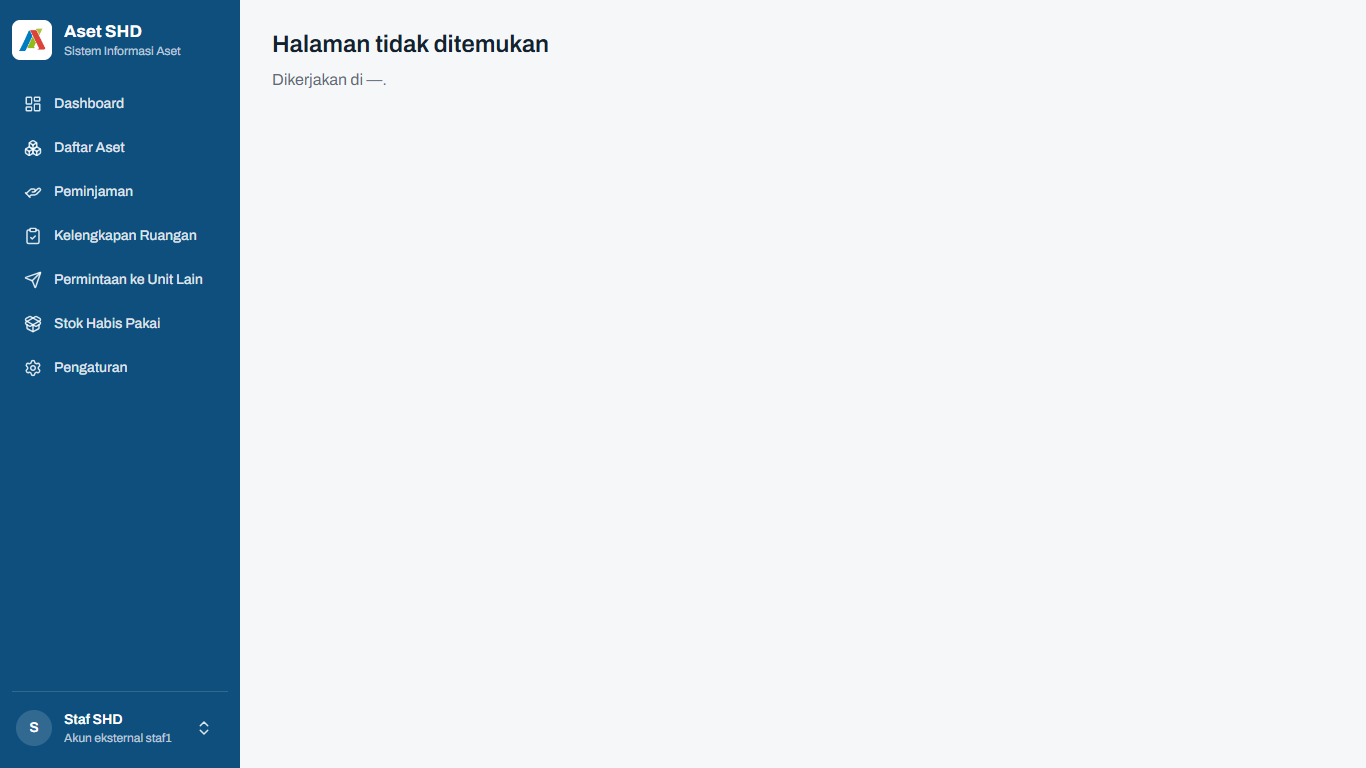 Aset SHD
Sistem Informasi Aset
Dashboard
Daftar Aset
Peminjaman
Kelengkapan Ruangan
Permintaan ke Unit Lain
Stok Habis Pakai
Pengaturan
S
Staf SHD
Akun eksternal staf1
Halaman tidak ditemukan
Dikerjakan di —.